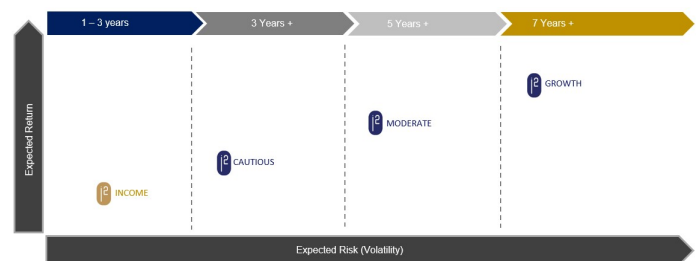 1 – 3 years
3 Years +
5 Years +
7 Years +
Expected Return
GROWTH
MODERATE
CAUTIOUS
INCOME
Expected Risk (Volatility)